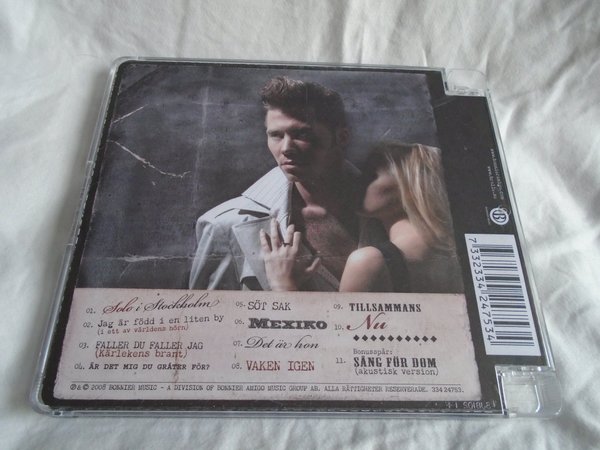 01. Solo i Stockholm
02. Jag är född i en liten by
(i ett av världens hörn)
03. FALLER DU FALLER JAG
(Kärlekens brant)
04. ÄR DET MIG DU GRÅTER FÖR?
05. SÖT SAK
06. MEXIKO
07. Det är hon
08. VAKEN IGEN
09. TILLSAMMANS
10. Nu
Bonusspår:
11. SÅNG FÖR DØM
(akustisk version)
℗ & © 2008 BONNIER MUSIC - A DIVISION OF BONNIER AMIGO MUSIC GROUP AB. ALLA RÄTTIGHETER RESERVERADE. 334 24753.
7 332334 247534